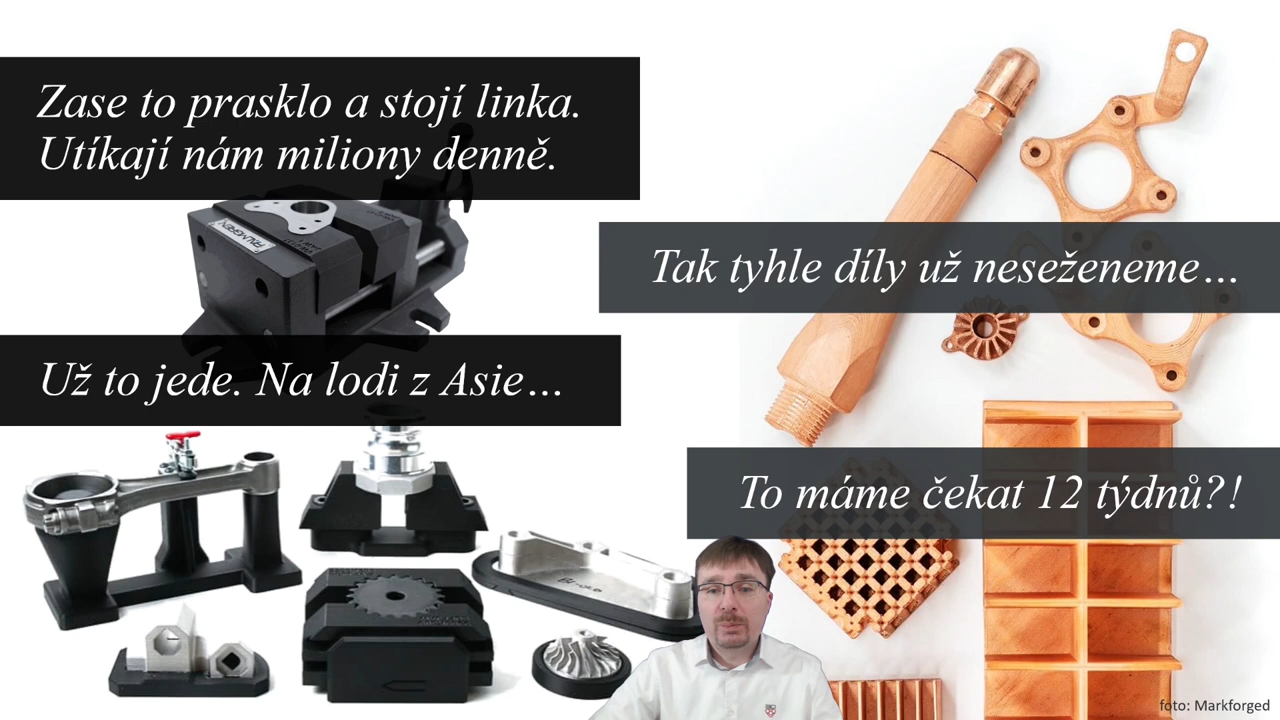 Zase to prasklo a stojí linka.
Utíkají nám miliony denně.
Tak tyhle díly už neseženeme…
Už to jede. Na lodi z Asie…
To máme čekat 12 týdnů?!
PALMGREN
foto: Markforged